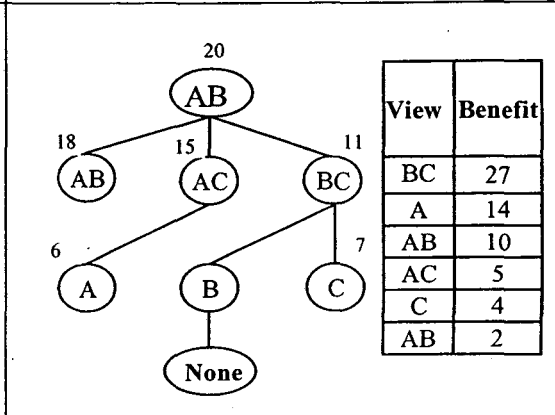 20
AB
18 15 11
AB AC BC
6 7
A B C
None
View Benefit
BC 27
A 14
AB 10
AC 5
C 4
AB 2